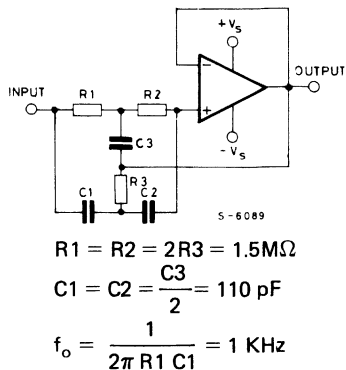 +Vs
INPUT
R1
R2
−
+
OUTPUT
C3
−Vs
R3
C1
C2
S-6089
R1 = R2 = 2R3 = 1.5MΩ
C1 = C2 = C3/2 = 110 pF
fo = 1/2π R1 C1 = 1 KHz